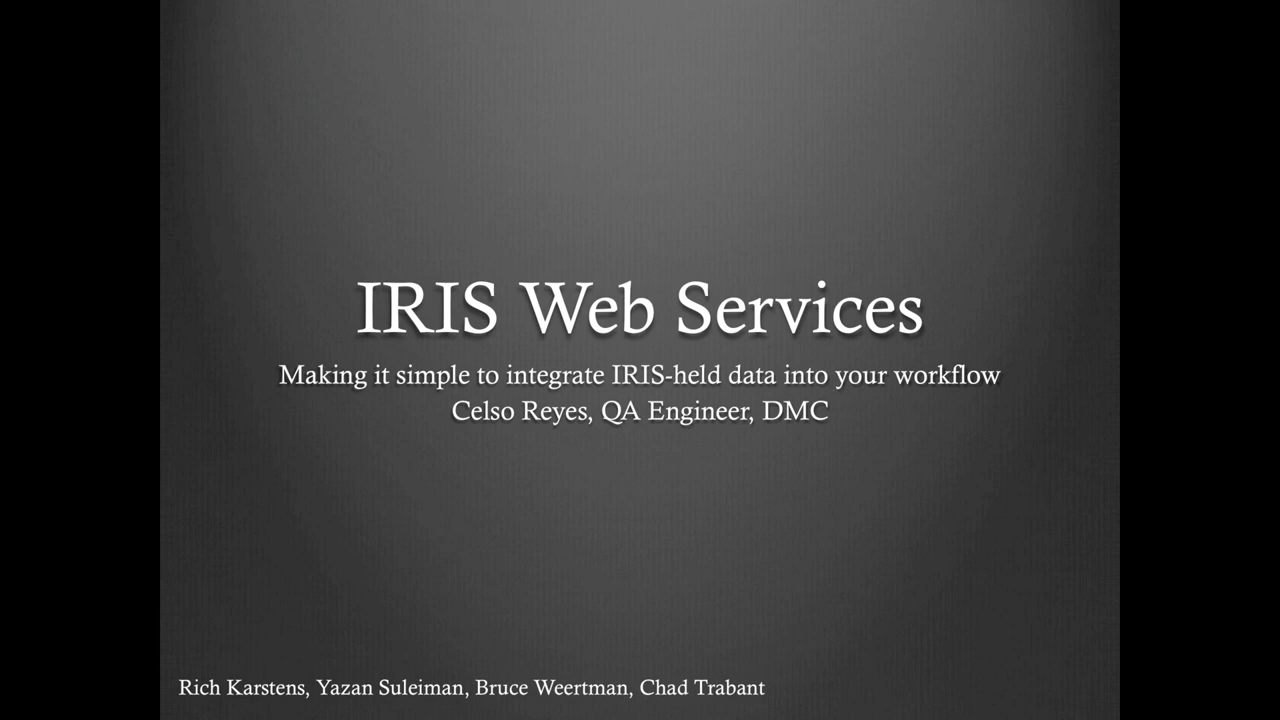 IRIS Web Services
Making it simple to integrate IRIS-held data into your workflow
Celso Reyes, QA Engineer, DMC
Rich Karstens, Yazan Suleiman, Bruce Weertman, Chad Trabant